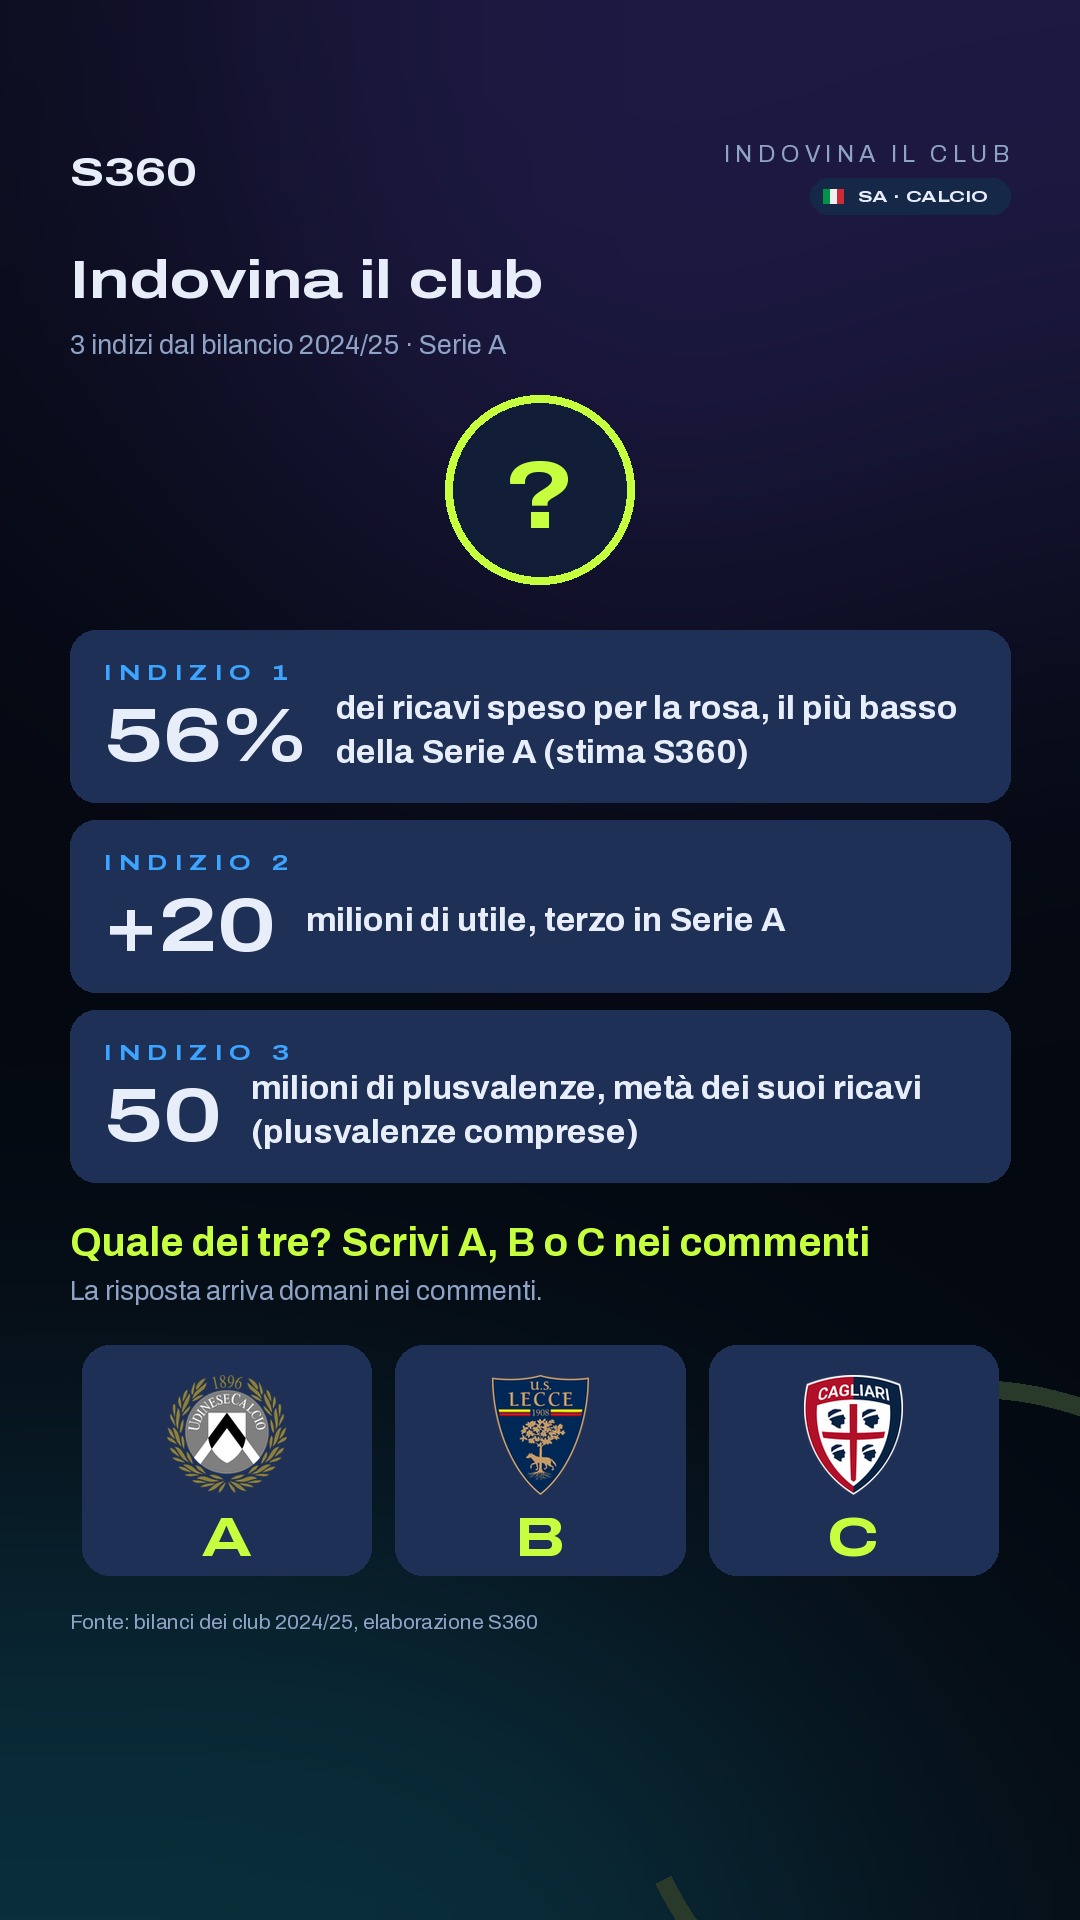 S360
INDOVINA IL CLUB
SA · CALCIO
Indovina il club
3 indizi dal bilancio 2024/25 · Serie A
?
INDIZIO 1
56%
dei ricavi speso per la rosa, il più basso
della Serie A (stima S360)
INDIZIO 2
+20
milioni di utile, terzo in Serie A
INDIZIO 3
50
milioni di plusvalenze, metà dei suoi ricavi
(plusvalenze comprese)
Quale dei tre? Scrivi A, B o C nei commenti
La risposta arriva domani nei commenti.
1896
UDINESE CALCIO
A
U.S.
LECCE
1908
B
CAGLIARI
C
Fonte: bilanci dei club 2024/25, elaborazione S360